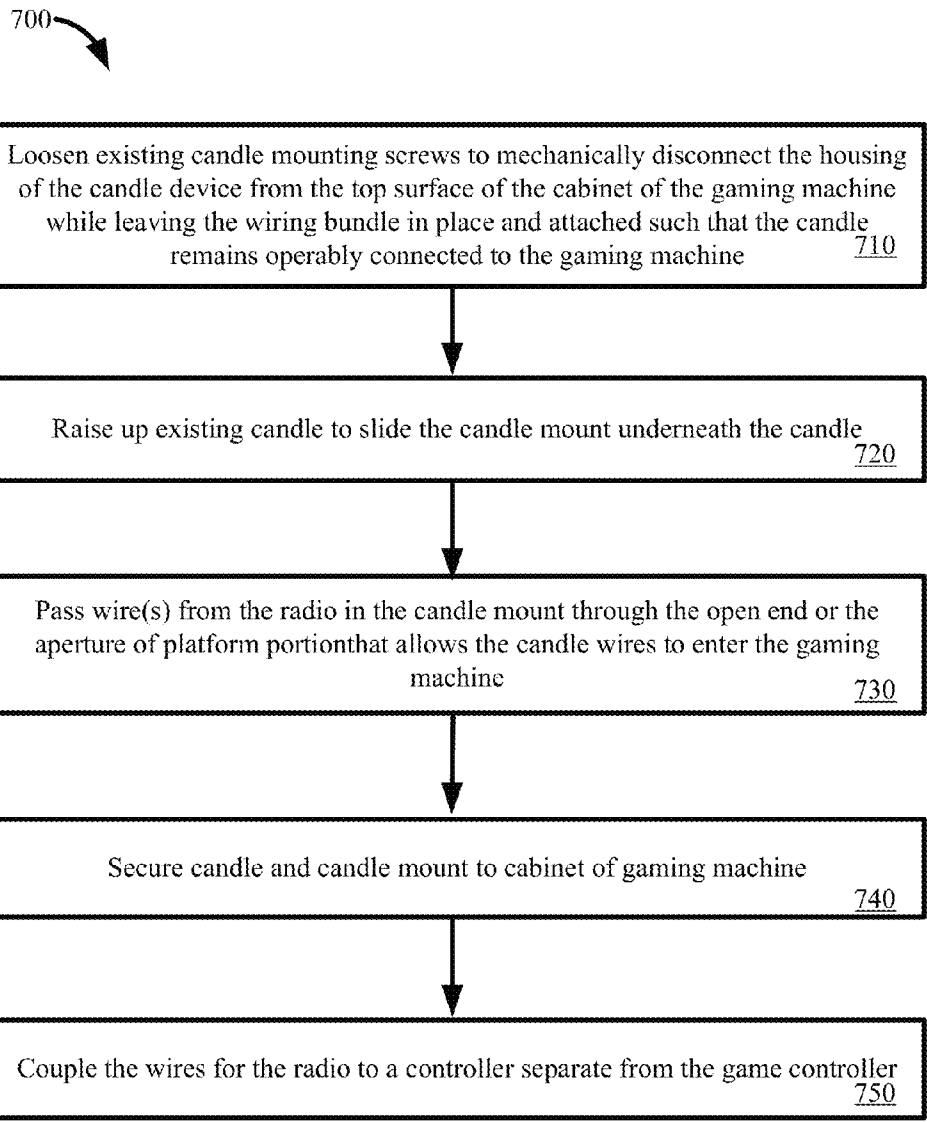 700
Loosen existing candle mounting screws to mechanically disconnect the housing
of the candle device from the top surface of the cabinet of the gaming machine
while leaving the wiring bundle in place and attached such that the candle
remains operably connected to the gaming machine
710
Raise up existing candle to slide the candle mount underneath the candle
720
Pass wire(s) from the radio in the candle mount through the open end or the
aperture of platform portionthat allows the candle wires to enter the gaming
machine
730
Secure candle and candle mount to cabinet of gaming machine
740
Couple the wires for the radio to a controller separate from the game controller
750